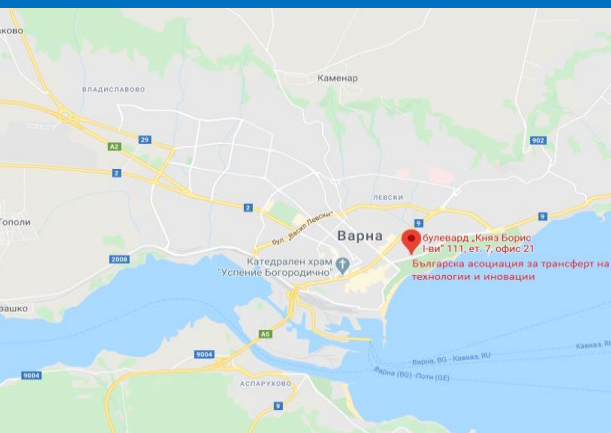 ково
Каменар
ВЛАДИСЛАВОВО
29
A2
902
2
ЛЕВСКИ
2
9
9
Тополи
бул. „Васил Левски“
Варна
булевард „Княз Борис
I-ви“ 111, ет. 7, офис 21
Българска асоциация за трансферт на
технологии и иновации
Катедрален храм
"Успение Богородично"
2008
зашко
A5
9004
Варна, BG - Кавказ, RU
Кавказ, RU
Варна (BG) -Поти (GE)
9004
АСПАРУХОВО
9